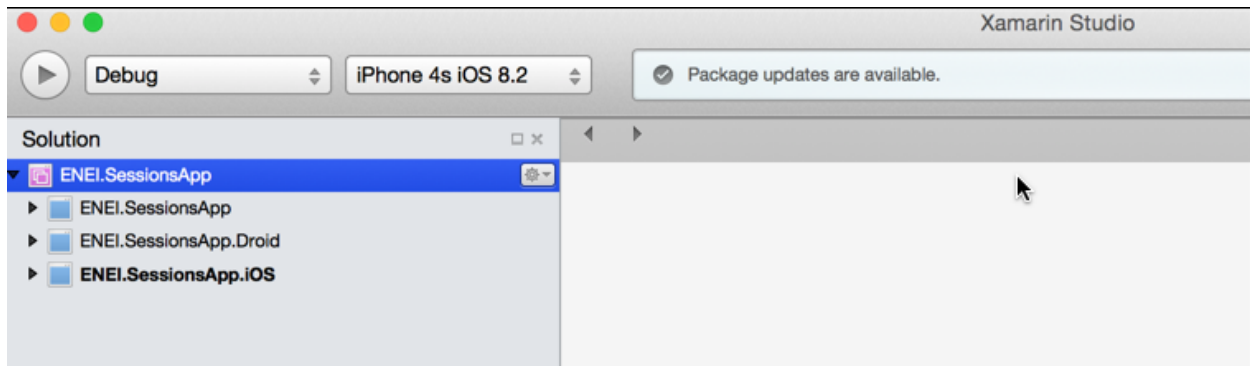 Xamarin Studio
Debug
iPhone 4s iOS 8.2
Package updates are available.
Solution
ENEI.SessionsApp
ENEI.SessionsApp
ENEI.SessionsApp.Droid
ENEI.SessionsApp.iOS